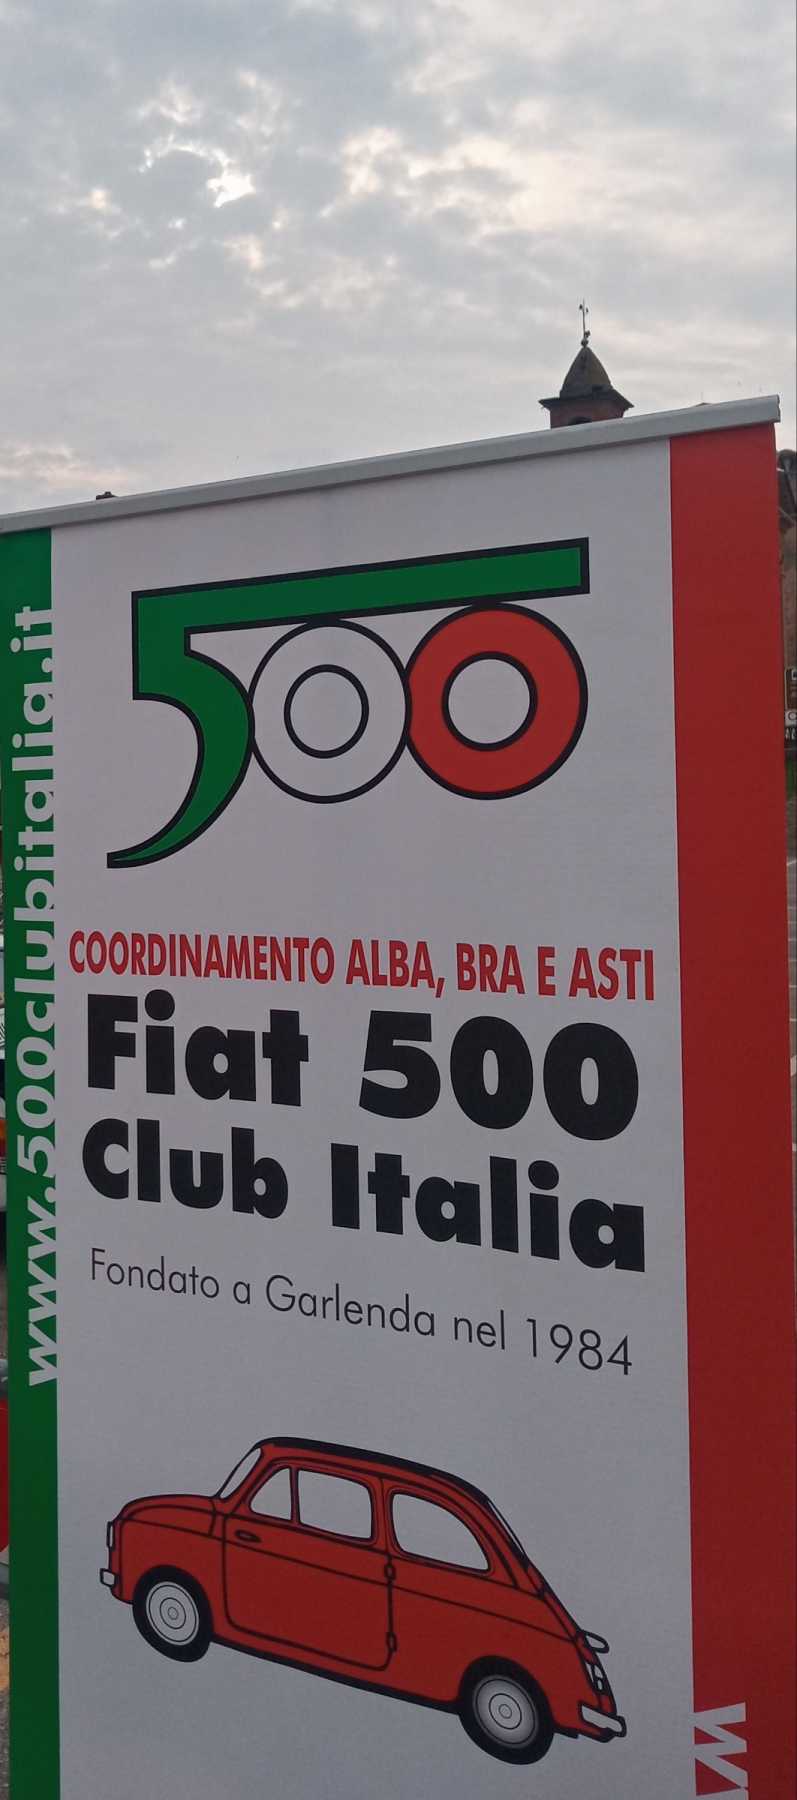 500
COORDINAMENTO ALBA, BRA E ASTI
Fiat 500
Club Italia
Fondato a Garlenda nel 1984
www.500clubitalia.it